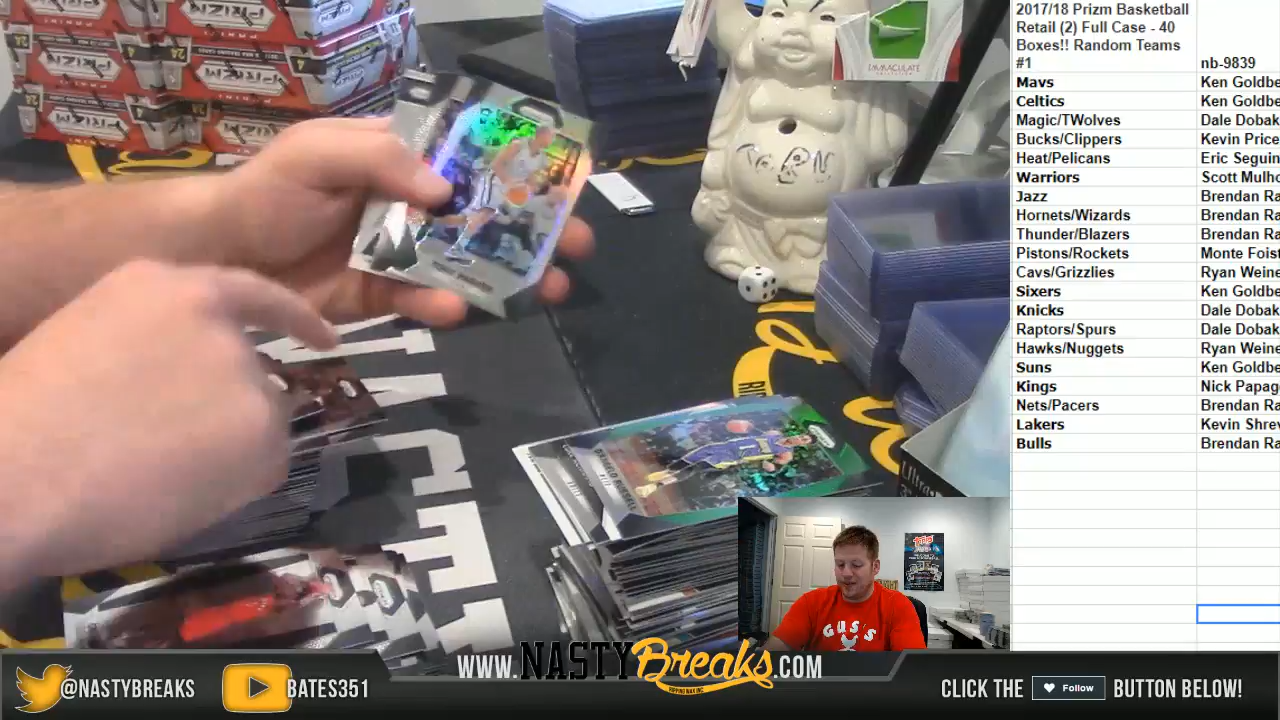 2017/18 Prizm Basketball
Retail (2) Full Case - 40
Boxes!! Random Teams
#1 nb-9839
Mavs Ken Goldbe
Celtics Ken Goldbe
Magic/TWolves Dale Dobak
Bucks/Clippers Kevin Price
Heat/Pelicans Eric Seguin
Warriors Scott Mulho
Jazz Brendan Ra
Hornets/Wizards Brendan Ra
Thunder/Blazers Brendan Ra
Pistons/Rockets Monte Foist
Cavs/Grizzlies Ryan Weine
Sixers Ken Goldbe
Knicks Dale Dobak
Raptors/Spurs Dale Dobak
Hawks/Nuggets Ryan Weine
Suns Ken Goldbe
Kings Nick Papag
Nets/Pacers Brendan Ra
Lakers Kevin Shrev
Bulls Brendan Ra
PRIZM
IMMACULATE
GUS'S
WWW.NASTYBreaks.COM
RIPPING WAX INC
@NASTYBREAKS
BATES351
CLICK THE Follow BUTTON BELOW!